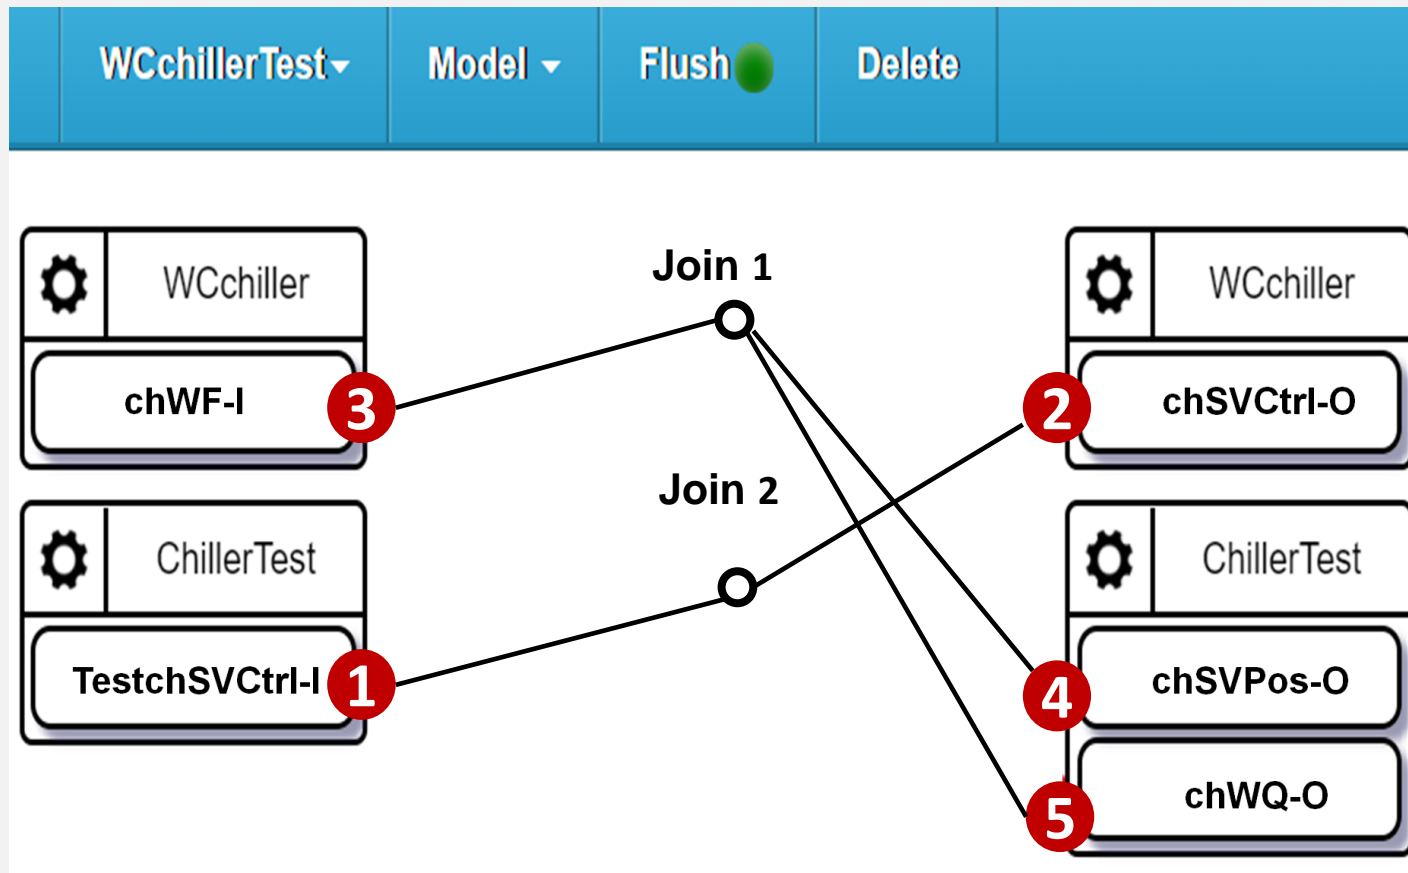 WCchillerTest Model Flush Delete
WCchiller
chWF-I
3
ChillerTest
TestchSVCtrl-I
1
Join 1
Join 2
WCchiller
2
chSVCtrl-O
ChillerTest
4
chSVPos-O
5
chWQ-O